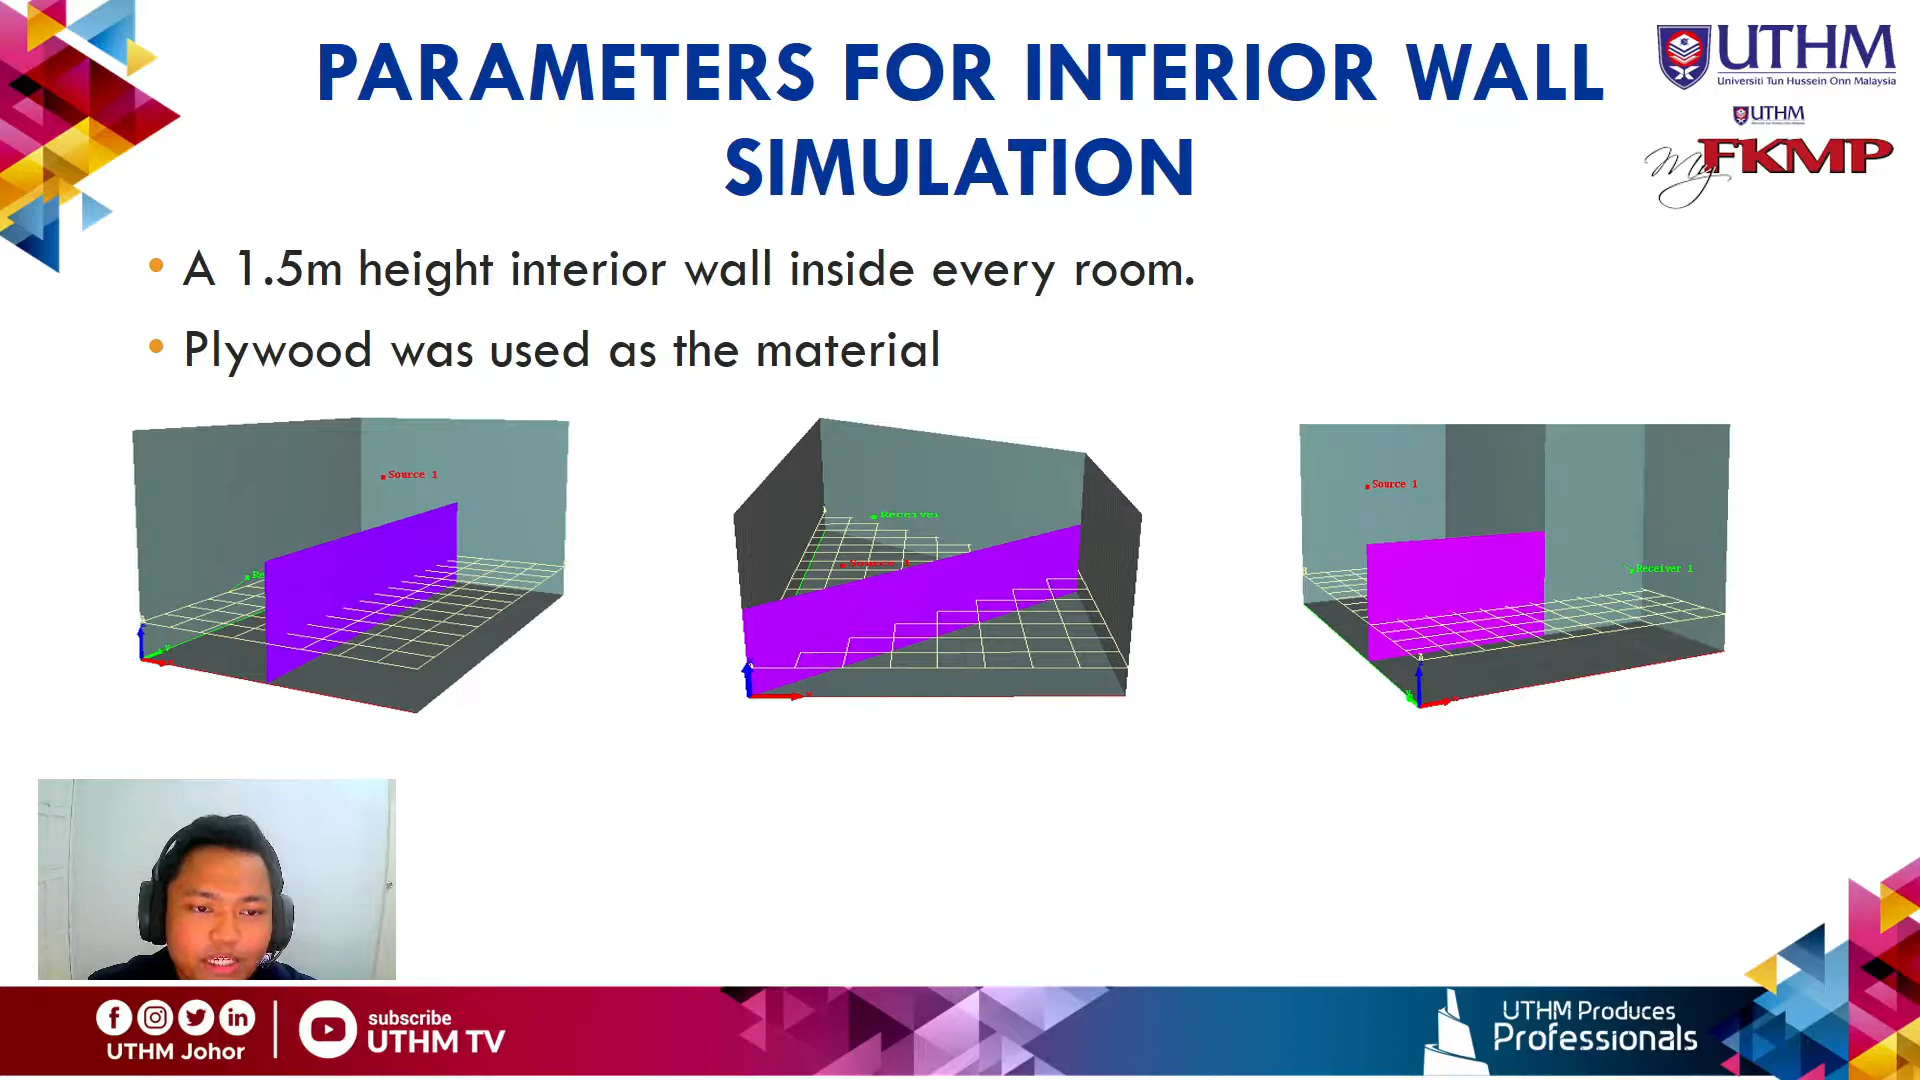 PARAMETERS FOR INTERIOR WALL
SIMULATION
UTHM
Universiti Tun Hussein Onn Malaysia
UTHM
My FKMP
• A 1.5m height interior wall inside every room.
• Plywood was used as the material
Source 1
Receiver
Source 1
Receiver 1
UTHM Johor
subscribe
UTHM TV
UTHM Produces
Professionals